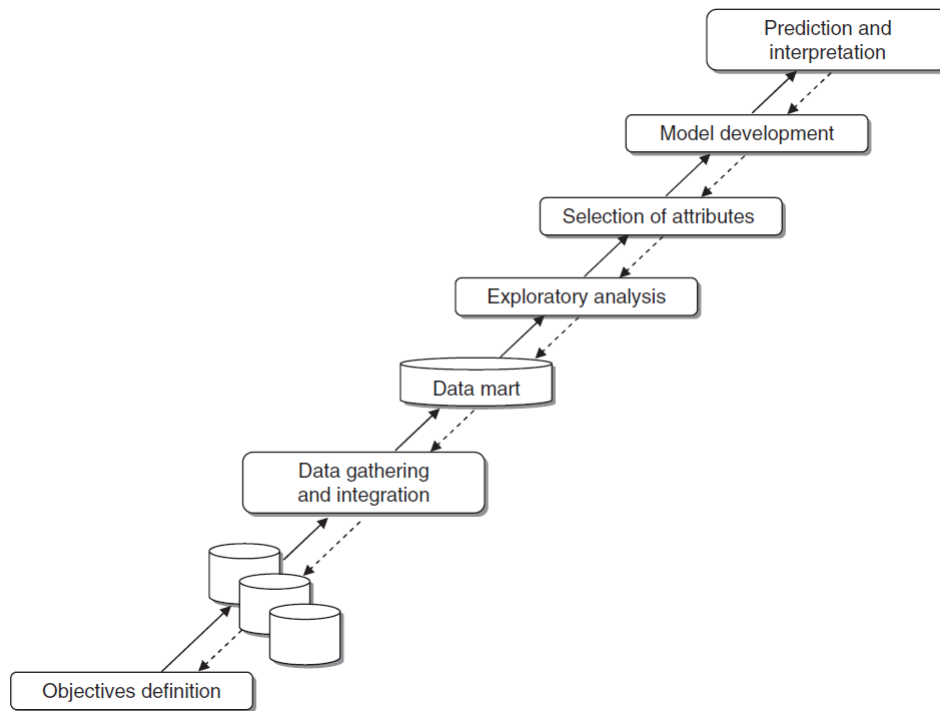 Prediction and
interpretation
Model development
Selection of attributes
Exploratory analysis
Data mart
Data gathering
and integration
Objectives definition